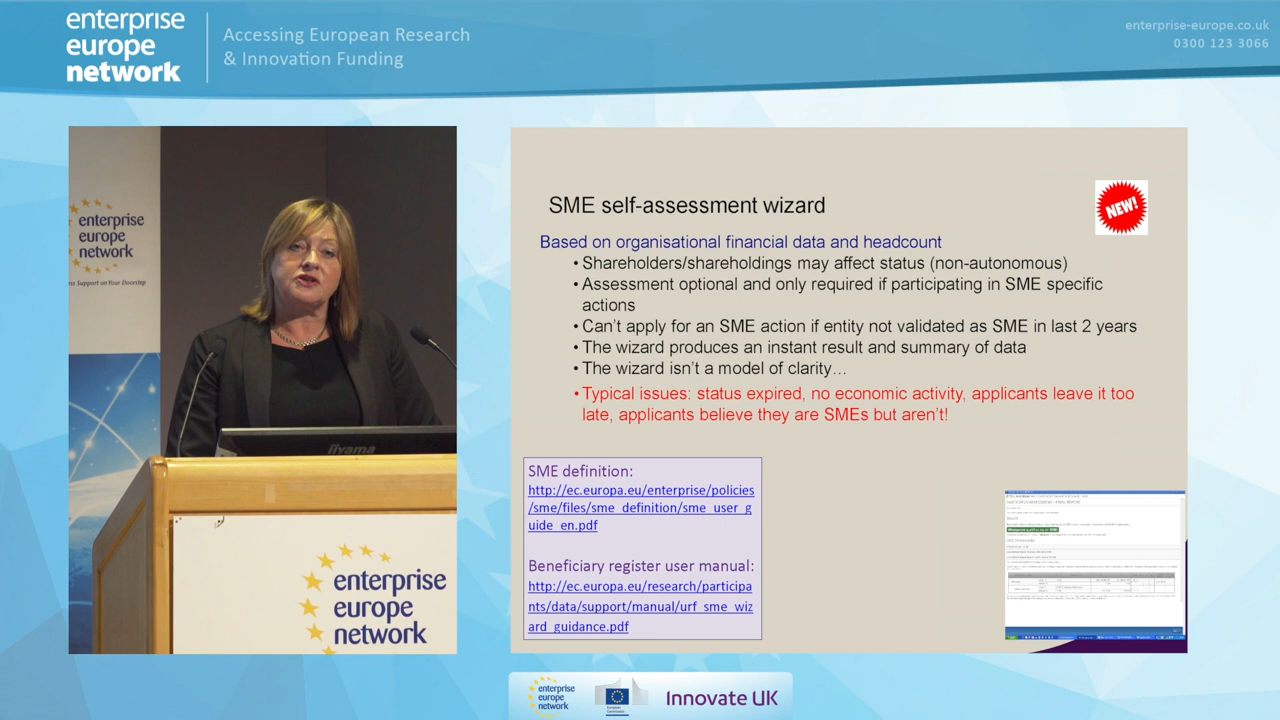 enterprise
europe
network
Accessing European Research
& Innovation Funding
enterprise-europe.co.uk
0300 123 3066
enterprise
europe
network
ss Support on Your Doorstep
iiyama
enterprise
europe
network
SME self-assessment wizard
NEW!
Based on organisational financial data and headcount
• Shareholders/shareholdings may affect status (non-autonomous)
• Assessment optional and only required if participating in SME specific
actions
• Can't apply for an SME action if entity not validated as SME in last 2 years
• The wizard produces an instant result and summary of data
• The wizard isn't a model of clarity…
• Typical issues: status expired, no economic activity, applicants leave it too
late, applicants believe they are SMEs but aren't!
SME definition:
http://ec.europa.eu/enterprise/policies
/sme/files/sme_definition/sme_user_g
uide_en.pdf
Beneficiary register user manual:
http://ec.europa.eu/research/participa
nts/data/support/manual/urf_sme_wiz
ard_guidance.pdf
enterprise
europe
network
European
Commission
Innovate UK